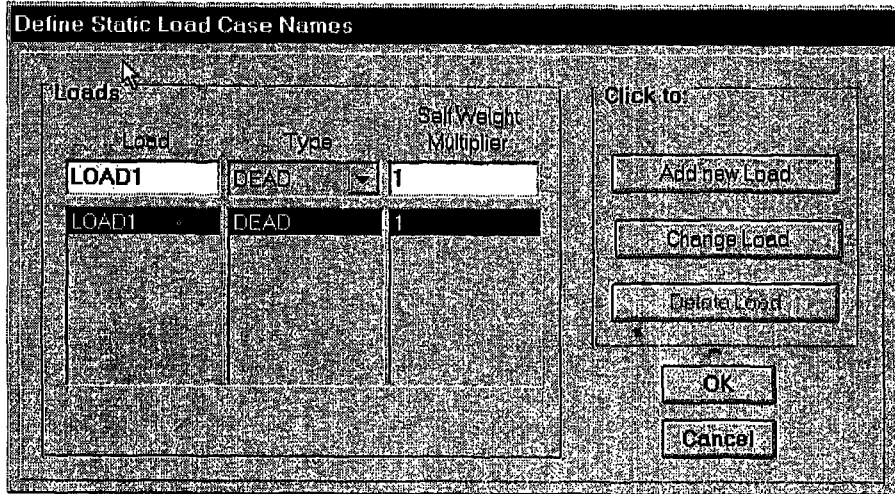 Define Static Load Case Names
Loads
Click to:
Load
Type
Self Weight
Multiplier
LOAD1
DEAD
1
Add new Load
LOAD1
DEAD
1
Change Load
Delete Load
OK
Cancel